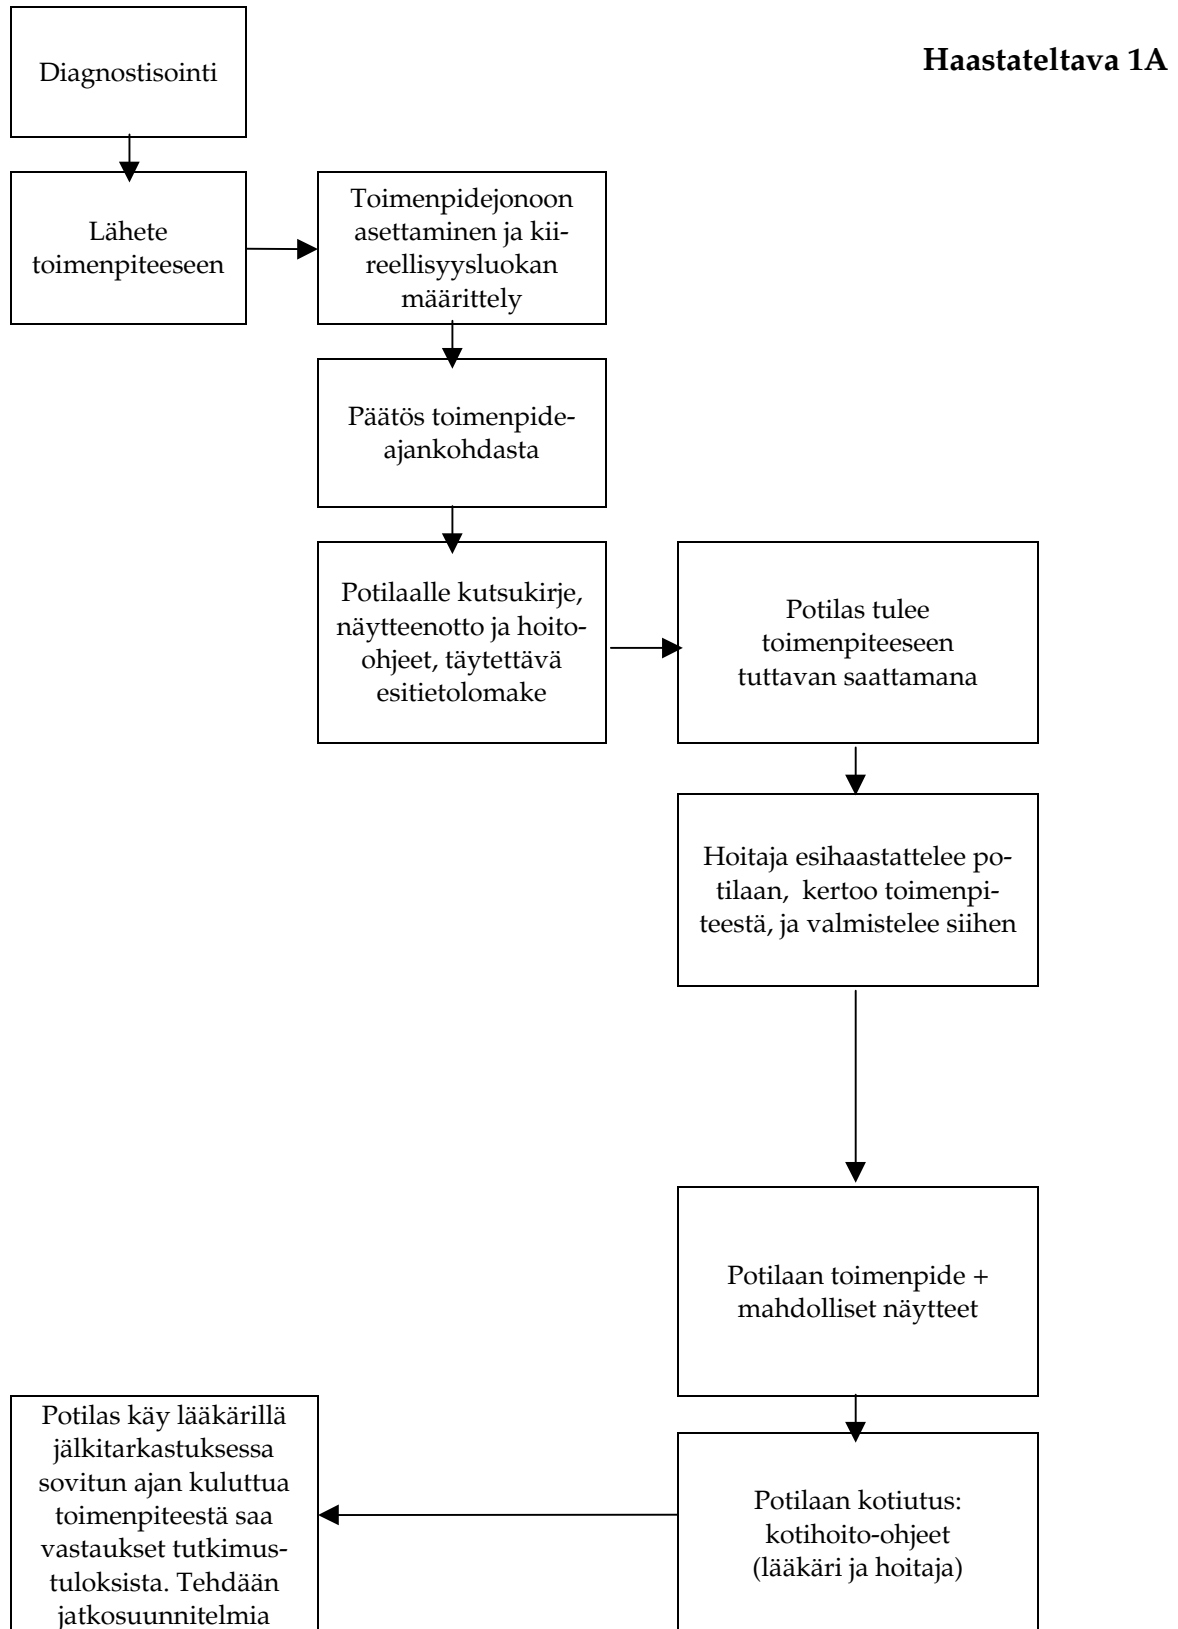 Haastateltava 1A
Diagnostisointi
Lähete
toimenpiteeseen
Toimenpidejonoon
asettaminen ja kii-
reellisyysluokan
määrittely
Päätös toimenpide-
ajankohdasta
Potilaalle kutsukirje,
näytteenotto ja hoito-
ohjeet, täytettävä
esitietolomake
Potilas tulee
toimenpiteeseen
tuttavan saattamana
Hoitaja esihaastattelee po-
tilaan, kertoo toimenpi-
teestä, ja valmistelee siihen
Potilaan toimenpide +
mahdolliset näytteet
Potilaan kotiutus:
kotihoito-ohjeet
(lääkäri ja hoitaja)
Potilas käy lääkärillä
jälkitarkastuksessa
sovitun ajan kuluttua
toimenpiteestä saa
vastaukset tutkimus-
tuloksista. Tehdään
jatkosuunnitelmia